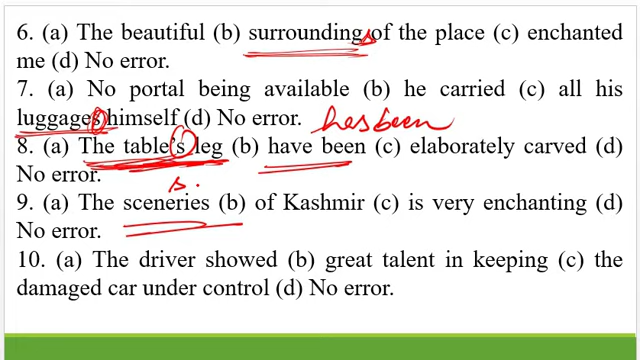 6. (a) The beautiful (b) surroundings of the place (c) enchanted
me (d) No error.
7. (a) No portal being available (b) he carried (c) all his
luggages himself (d) No error. has been
8. (a) The table's leg (b) have been (c) elaborately carved (d)
No error. s.
9. (a) The sceneries (b) of Kashmir (c) is very enchanting (d)
No error.
10. (a) The driver showed (b) great talent in keeping (c) the
damaged car under control (d) No error.